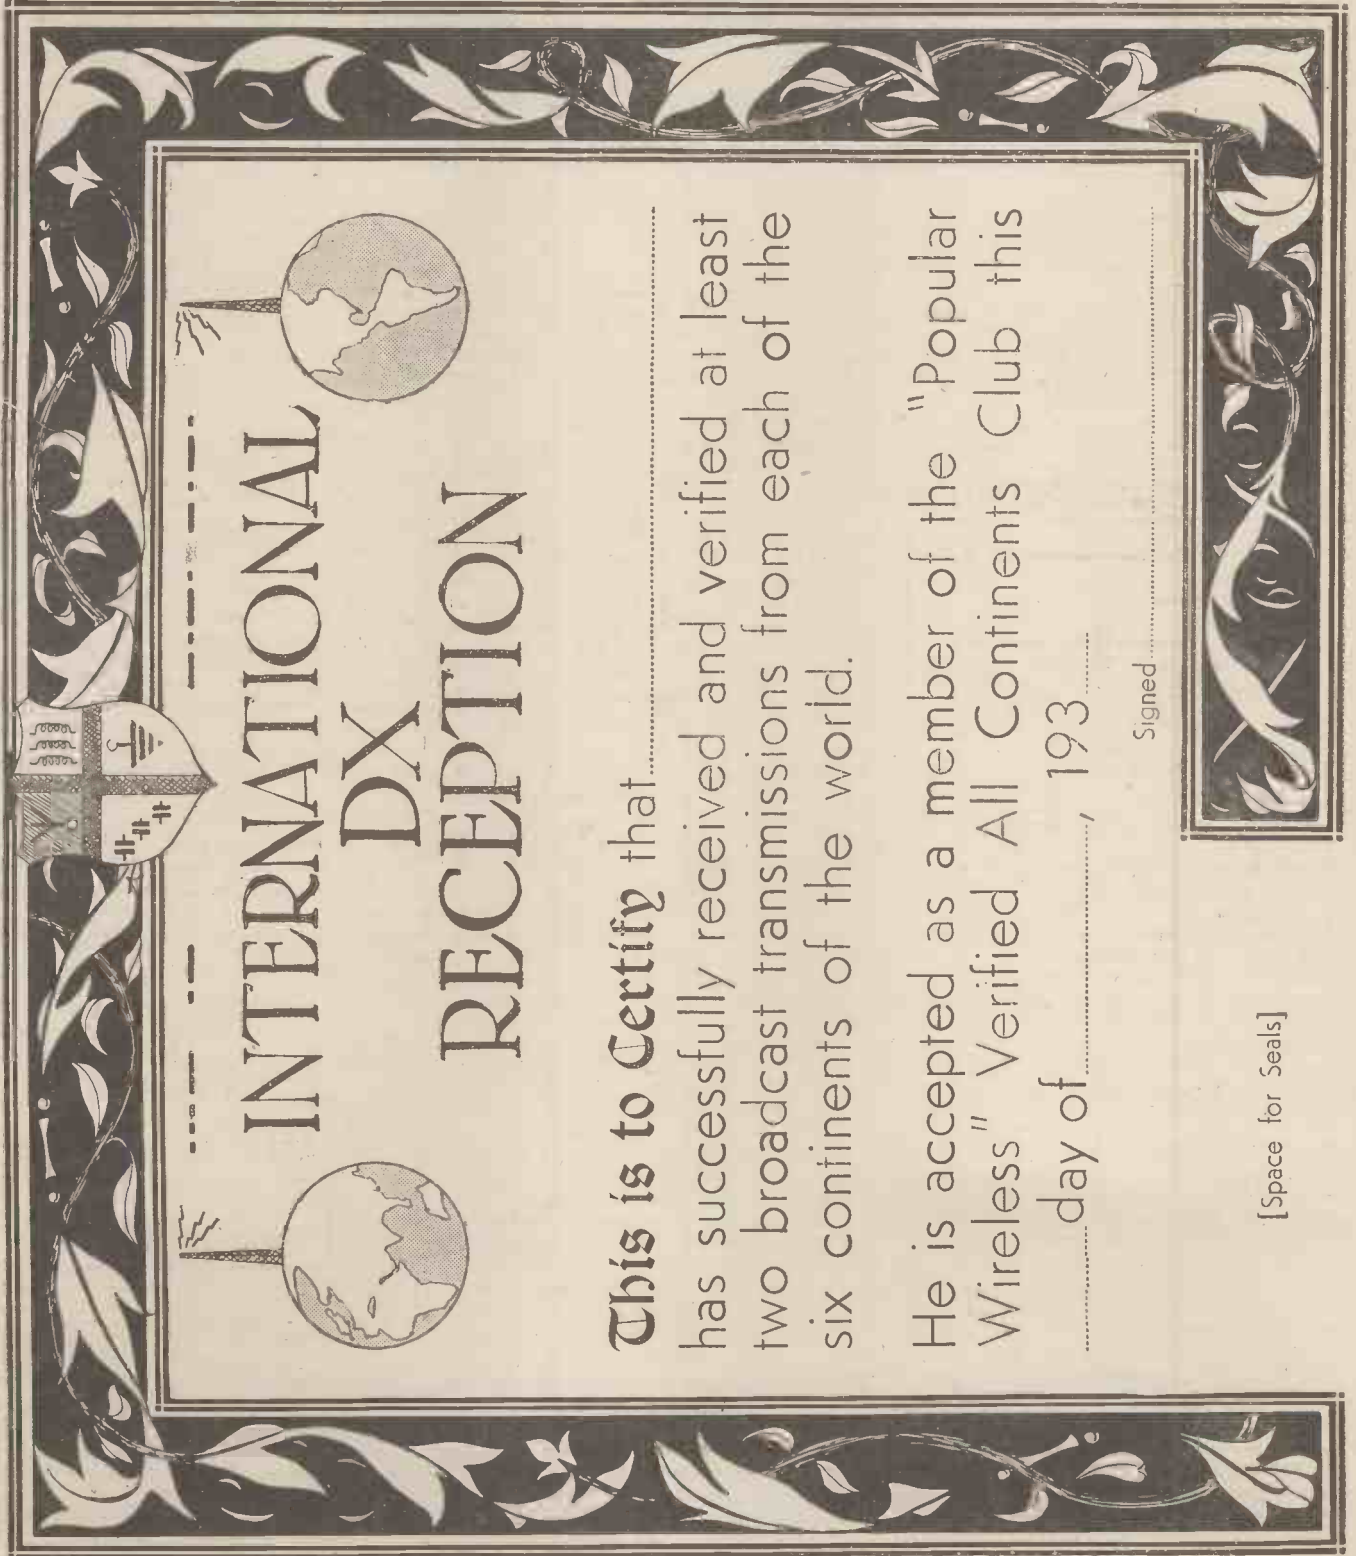 INTERNATIONAL
DX
RECEPTION
This is to Certify that
has successfully received and verified at least
two broadcast transmissions from each of the
six continents of the world.
He is accepted as a member of the "Popular
Wireless" Verified All Continents Club this
day of , 193
Signed
[Space for Seals]